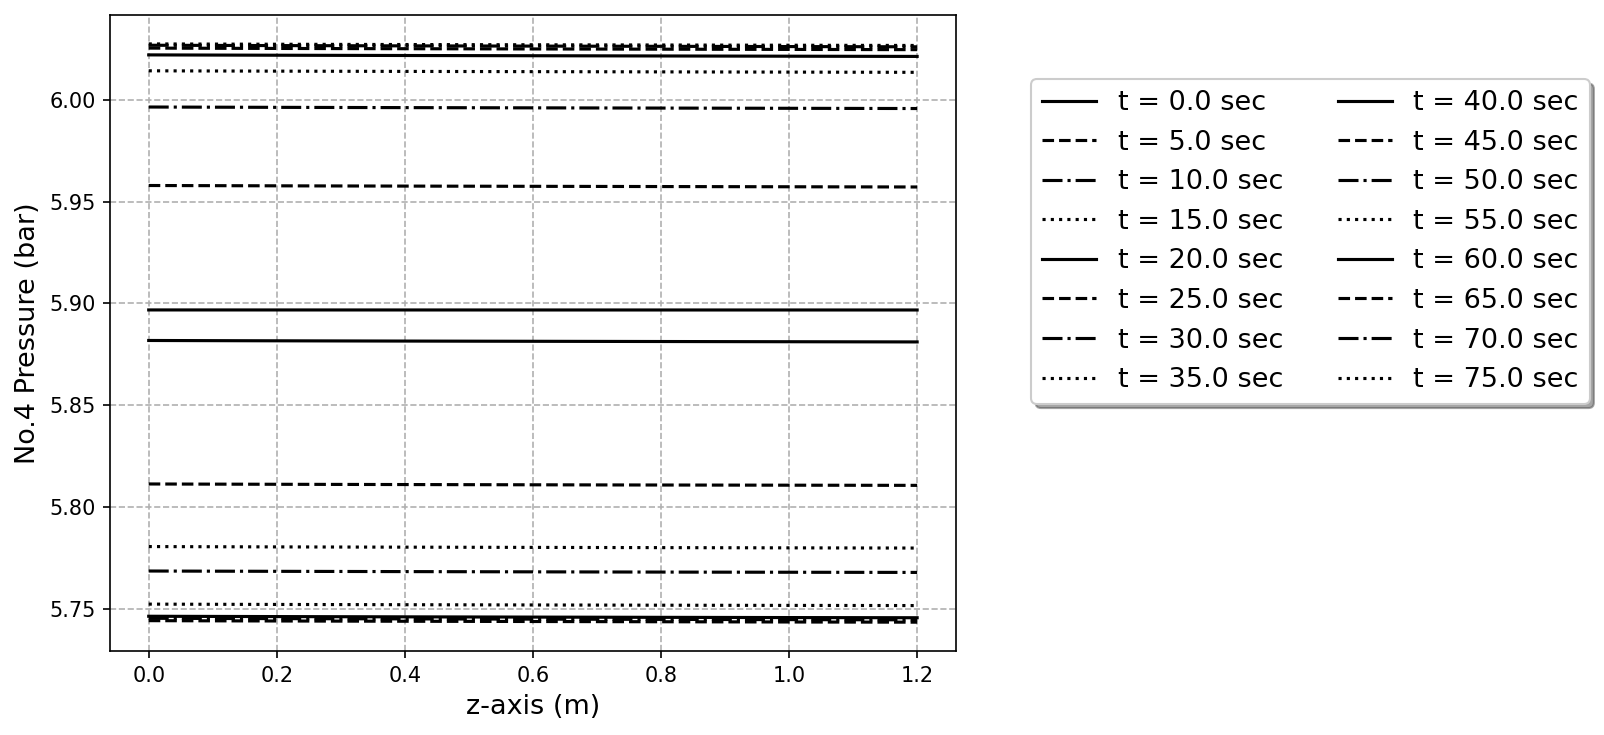 No.4 Pressure (bar)
6.00
5.95
5.90
5.85
5.80
5.75
0.0 0.2 0.4 0.6 0.8 1.0 1.2
z-axis (m)
t = 0.0 sec
t = 5.0 sec
t = 10.0 sec
t = 15.0 sec
t = 20.0 sec
t = 25.0 sec
t = 30.0 sec
t = 35.0 sec
t = 40.0 sec
t = 45.0 sec
t = 50.0 sec
t = 55.0 sec
t = 60.0 sec
t = 65.0 sec
t = 70.0 sec
t = 75.0 sec